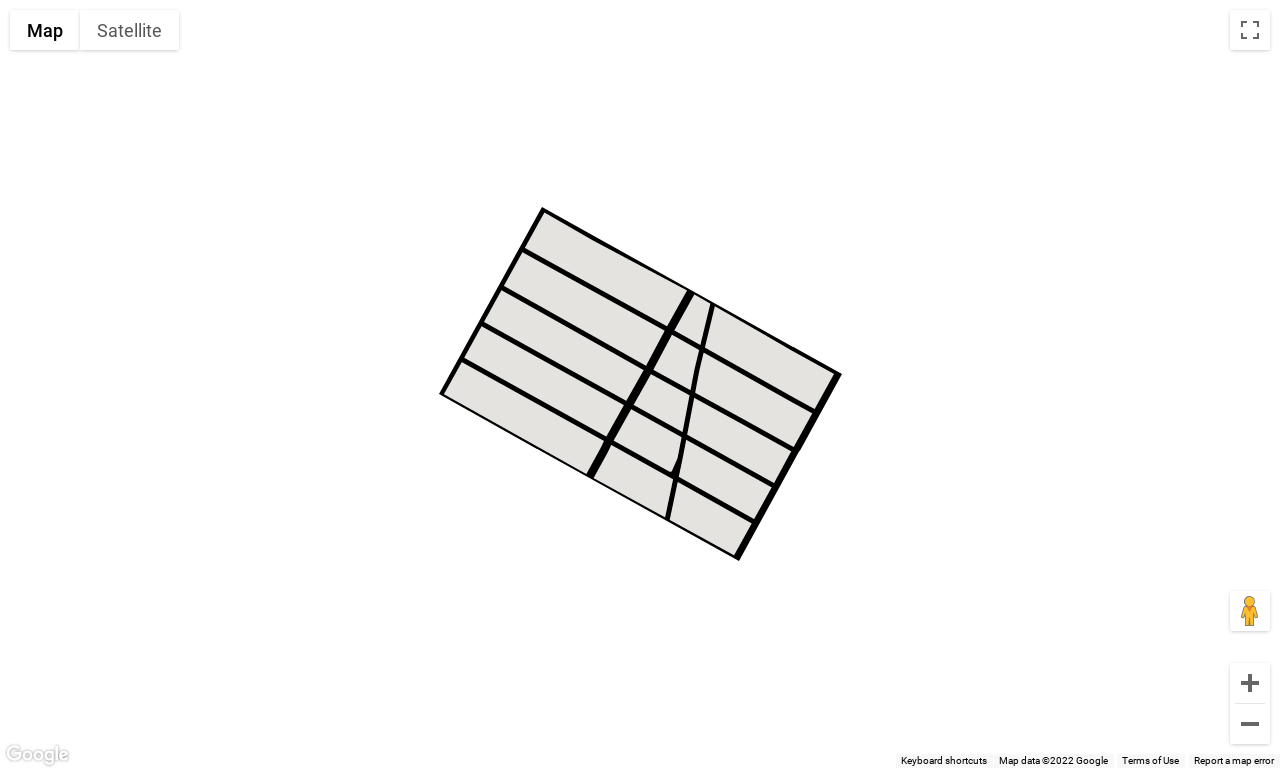 Map
Satellite
Google
Keyboard shortcuts
Map data ©2022 Google
Terms of Use
Report a map error